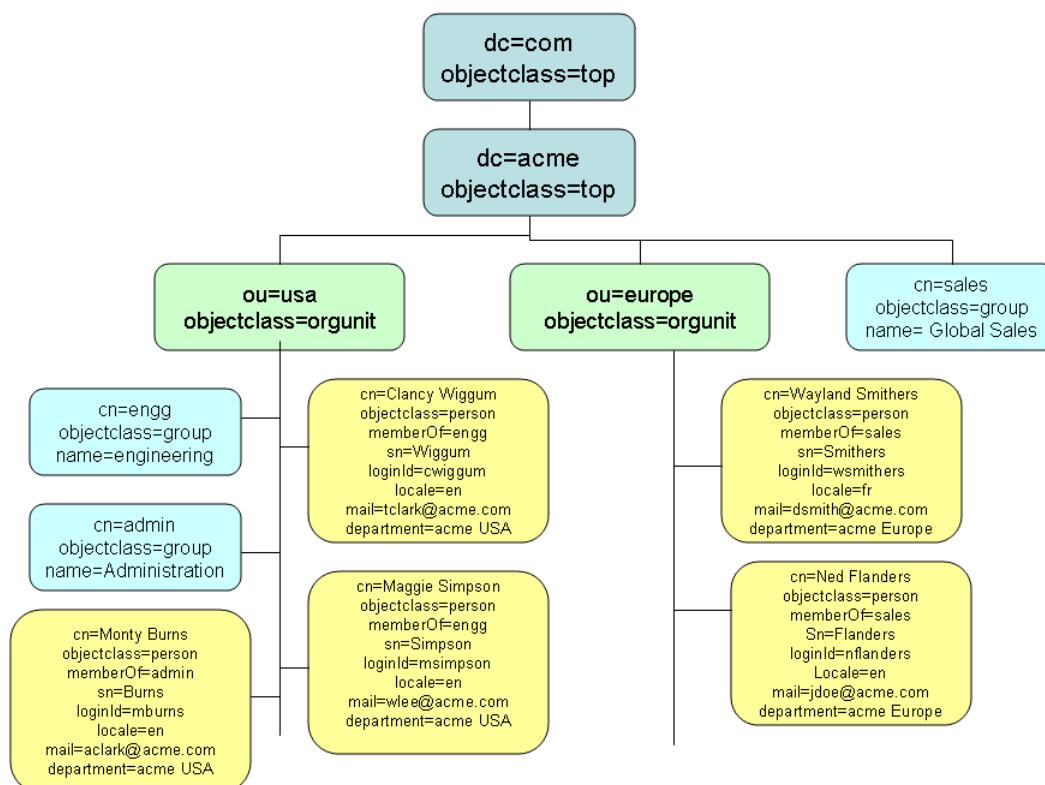 dc=com
objectclass=top
dc=acme
objectclass=top
ou=usa
objectclass=orgunit
ou=europe
objectclass=orgunit
cn=sales
objectclass=group
name= Global Sales
cn=engg
objectclass=group
name=engineering
cn=admin
objectclass=group
name=Administration
cn=Monty Burns
objectclass=person
memberOf=admin
sn=Burns
loginId=mburns
locale=en
mail=aclark@acme.com
department=acme USA
cn=Clancy Wiggum
objectclass=person
memberOf=engg
sn=Wiggum
loginId=cwiggum
locale=en
mail=tclark@acme.com
department=acme USA
cn=Maggie Simpson
objectclass=person
memberOf=engg
sn=Simpson
loginId=msimpson
locale=en
mail=wlee@acme.com
department=acme USA
cn=Wayland Smithers
objectclass=person
memberOf=sales
sn=Smithers
loginId=wsmithers
locale=fr
mail=dsmith@acme.com
department=acme Europe
cn=Ned Flanders
objectclass=person
memberOf=sales
Sn=Flanders
loginId=nflanders
Locale=en
mail=jdoe@acme.com
department=acme Europe